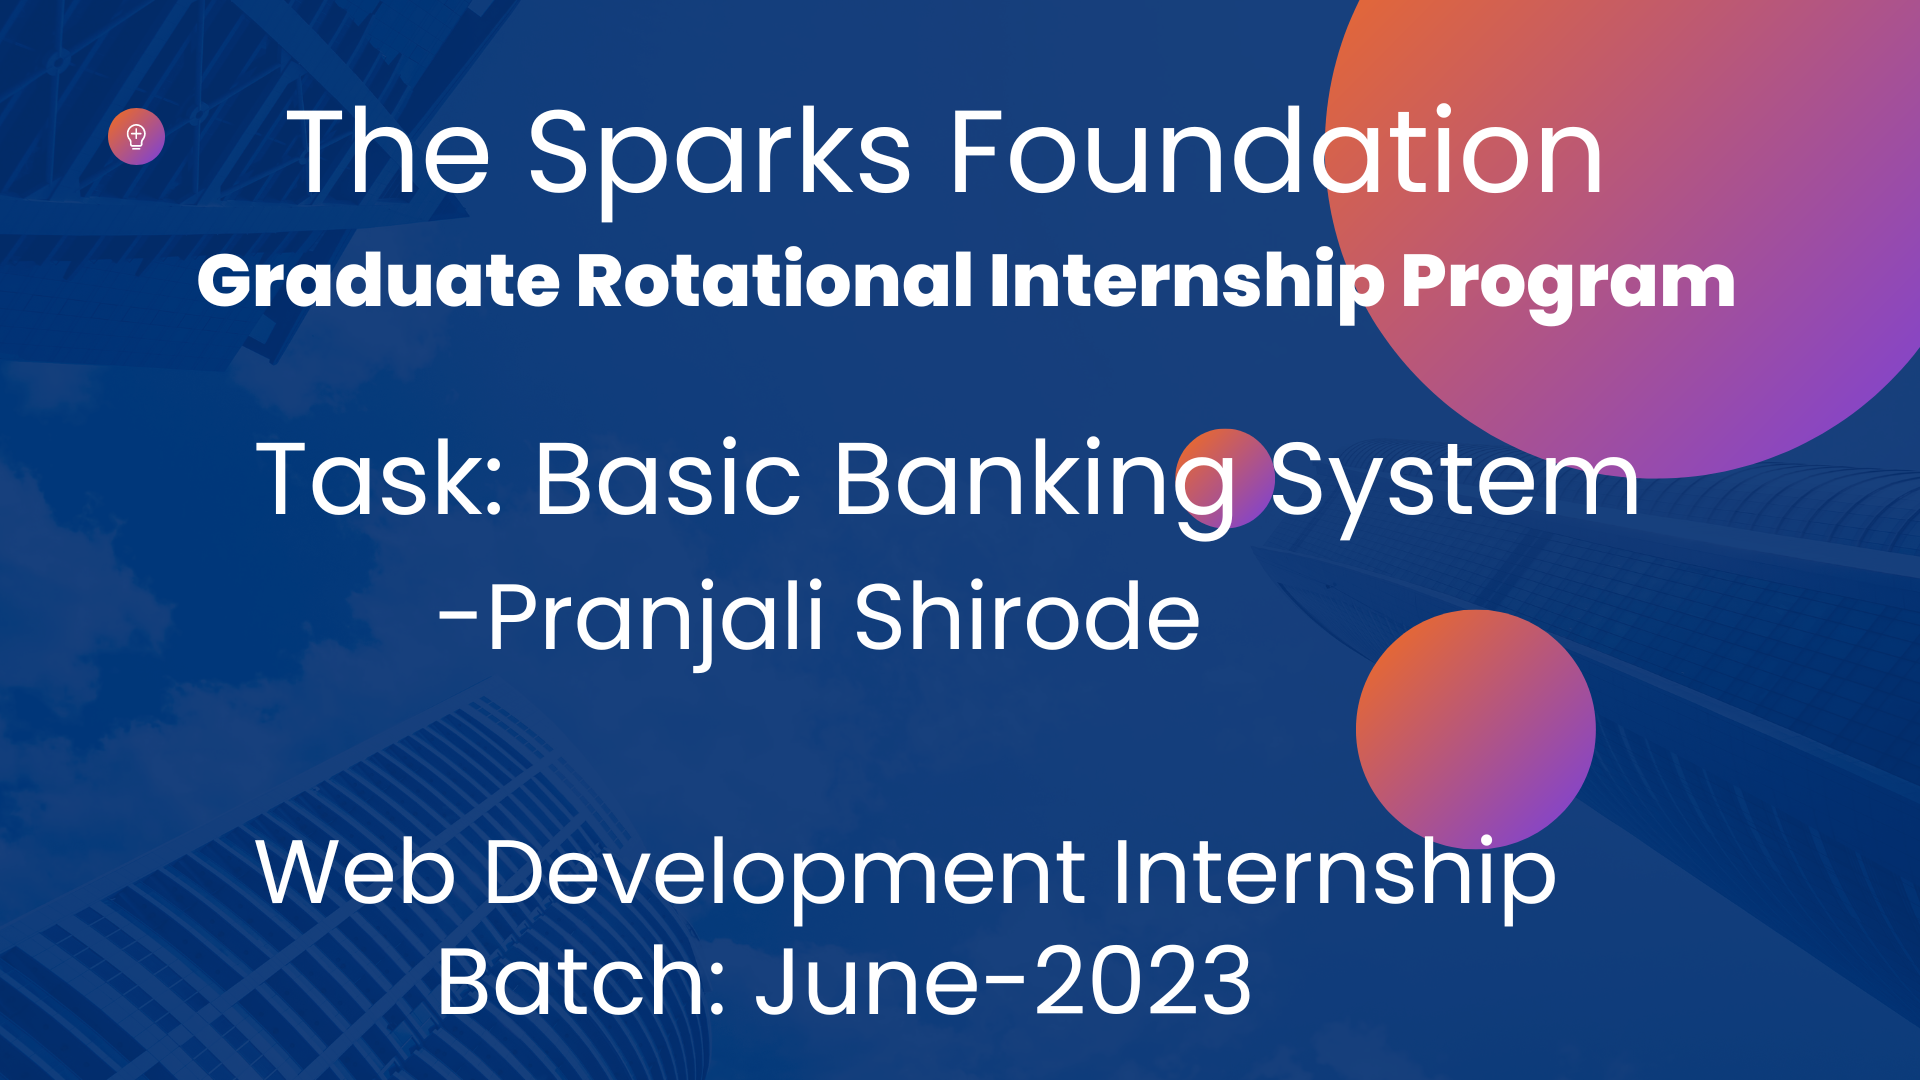 The Sparks Foundation
Graduate Rotational Internship Program
Task: Basic Banking System
-Pranjali Shirode
Web Development Internship
Batch: June-2023